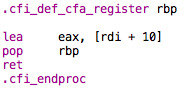 .cfi_def_cfa_register rbp
lea eax, [rdi + 10]
pop rbp
ret
.cfi_endproc